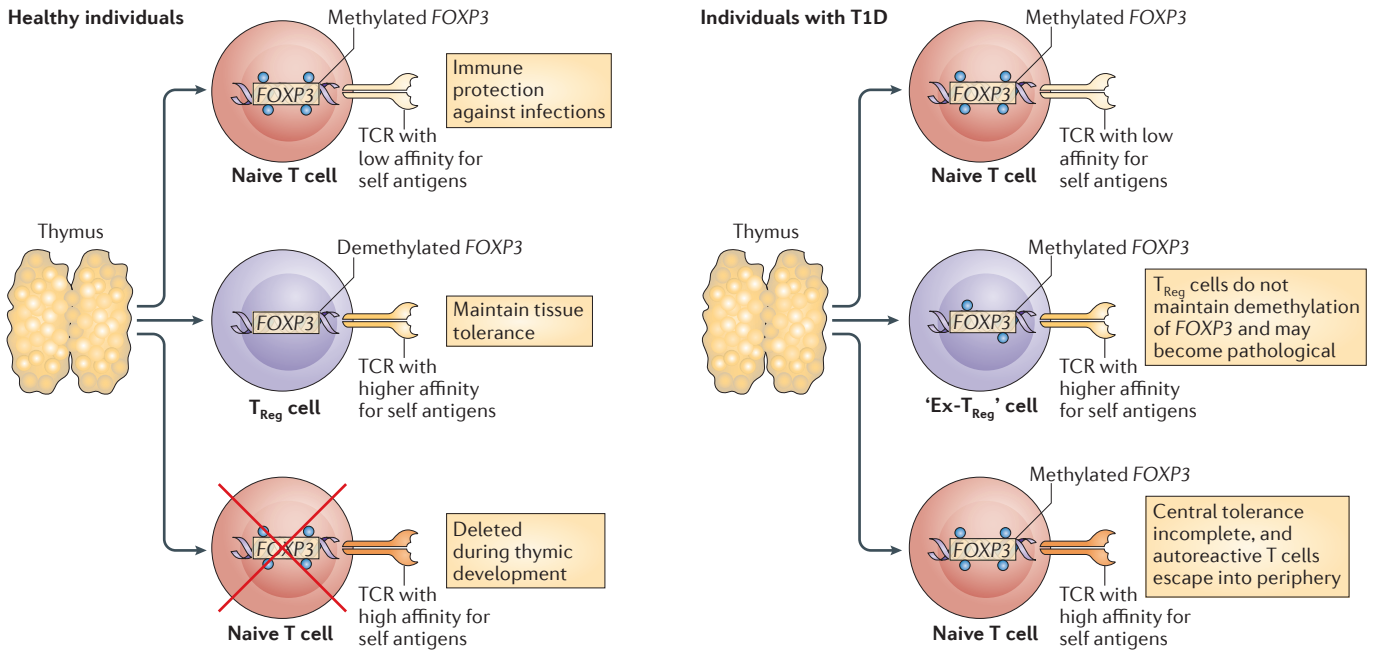 Healthy individuals
Methylated FOXP3
FOXP3
Immune
protection
against infections
TCR with
low affinity for
self antigens
Naive T cell
Thymus
Demethylated FOXP3
FOXP3
Maintain tissue
tolerance
TCR with
higher affinity
for self antigens
TReg cell
FOXP3
Deleted
during thymic
development
TCR with
high affinity for
self antigens
Naive T cell
Individuals with T1D
Methylated FOXP3
FOXP3
TCR with low
affinity for
self antigens
Naive T cell
Thymus
Methylated FOXP3
FOXP3
TReg cells do not
maintain demethylation
of FOXP3 and may
become pathological
TCR with
higher affinity
for self antigens
‘Ex-TReg’ cell
Methylated FOXP3
FOXP3
Central tolerance
incomplete, and
autoreactive T cells
escape into periphery
TCR with
high affinity for
self antigens
Naive T cell